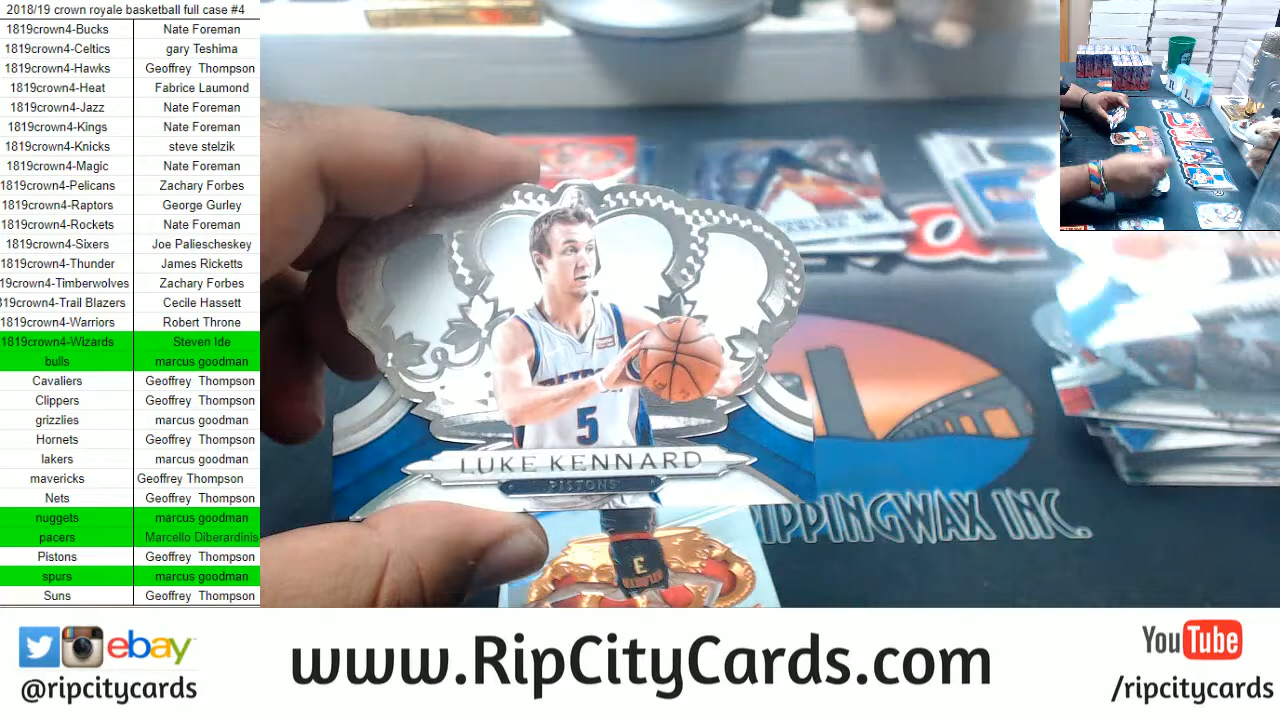 2018/19 crown royale basketball full case #4
1819crown4-Bucks Nate Foreman
1819crown4-Celtics gary Teshima
1819crown4-Hawks Geoffrey Thompson
1819crown4-Heat Fabrice Laumond
1819crown4-Jazz Nate Foreman
1819crown4-Kings Nate Foreman
1819crown4-Knicks steve stelzik
1819crown4-Magic Nate Foreman
1819crown4-Pelicans Zachary Forbes
1819crown4-Raptors George Gurley
1819crown4-Rockets Nate Foreman
1819crown4-Sixers Joe Paliescheskey
1819crown4-Thunder James Ricketts
19crown4-Timberwolves Zachary Forbes
819crown4-Trail Blazers Cecile Hassett
1819crown4-Warriors Robert Throne
1819crown4-Wizards Steven Ide
bulls marcus goodman
Cavaliers Geoffrey Thompson
Clippers Geoffrey Thompson
grizzlies marcus goodman
Hornets Geoffrey Thompson
lakers marcus goodman
mavericks Geoffrey Thompson
Nets Geoffrey Thompson
nuggets marcus goodman
pacers Marcello Diberardinis
Pistons Geoffrey Thompson
spurs marcus goodman
Suns Geoffrey Thompson
DETROIT
5
LUKE KENNARD
PISTONS
RIPPINGWAX INC.
ebay
@ripcitycards
www.RipCityCards.com
YouTube
/ripcitycards